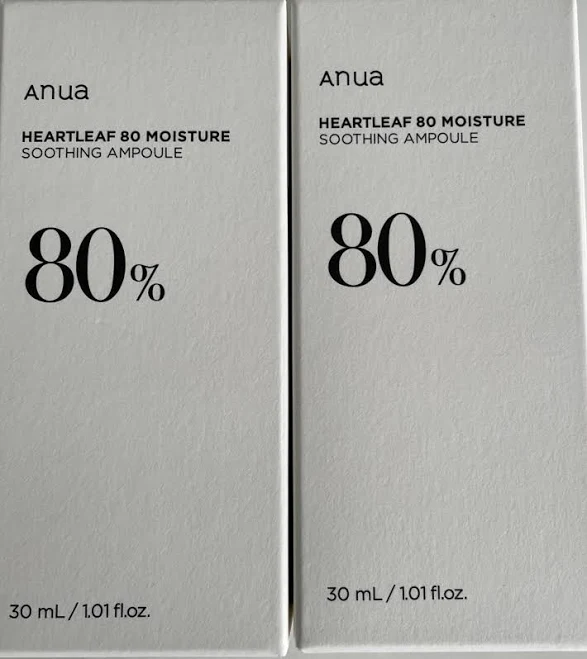 Anua
HEARTLEAF 80 MOISTURE
SOOTHING AMPOULE
80%
30 mL / 1.01 fl.oz.
Anua
HEARTLEAF 80 MOISTURE
SOOTHING AMPOULE
80%
30 mL / 1.01 fl.oz.